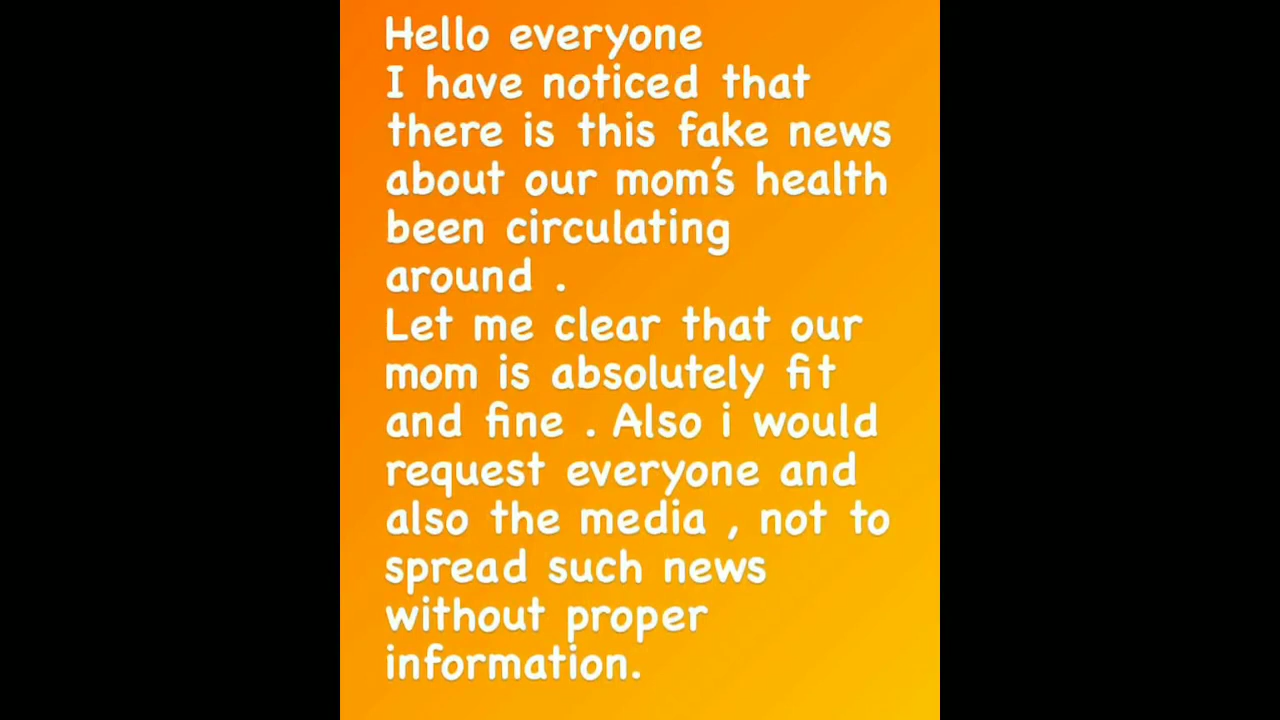 Hello everyone
I have noticed that
there is this fake news
about our mom's health
been circulating
around .
Let me clear that our
mom is absolutely fit
and fine . Also i would
request everyone and
also the media , not to
spread such news
without proper
information.